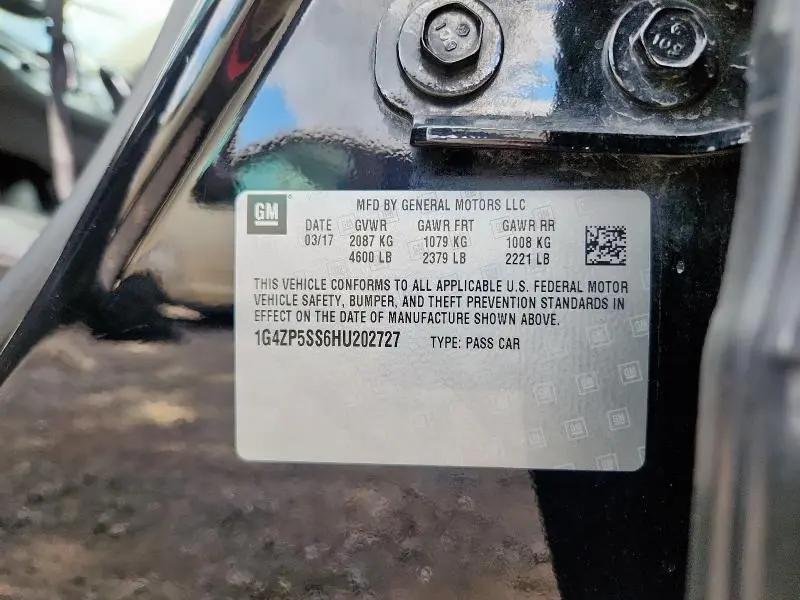 GM
MFD BY GENERAL MOTORS LLC
DATE GVWR GAWR FRT GAWR RR
03/17 2087 KG 1079 KG 1008 KG
4600 LB 2379 LB 2221 LB
THIS VEHICLE CONFORMS TO ALL APPLICABLE U.S. FEDERAL MOTOR
VEHICLE SAFETY, BUMPER, AND THEFT PREVENTION STANDARDS IN
EFFECT ON THE DATE OF MANUFACTURE SHOWN ABOVE.
1G4ZP5SS6HU202727 TYPE: PASS CAR